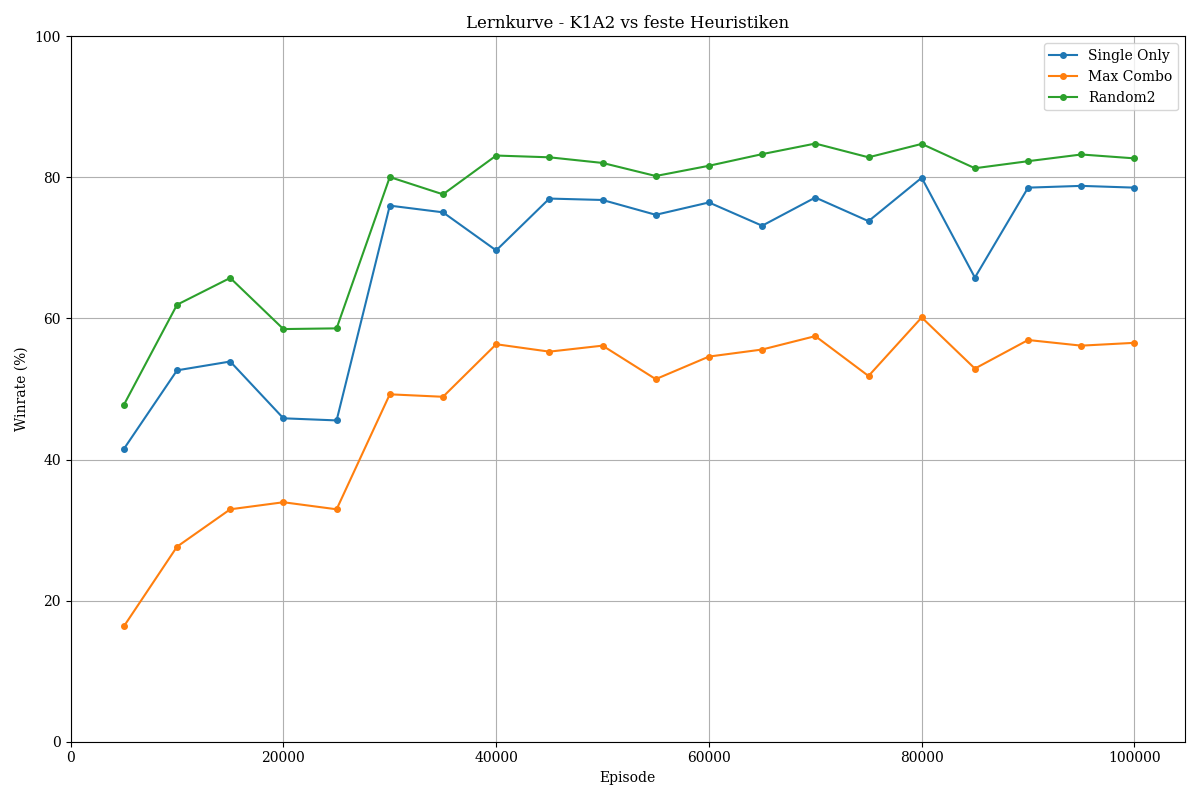 Lernkurve - K1A2 vs feste Heuristiken
Winrate (%)
100
80
60
40
20
0
Single Only
Max Combo
Random2
0 20000 40000 60000 80000 100000
Episode